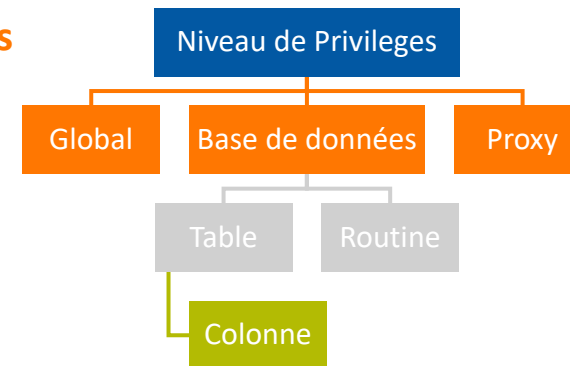 s
Niveau de Privileges
Global
Base de données
Proxy
Table
Routine
Colonne